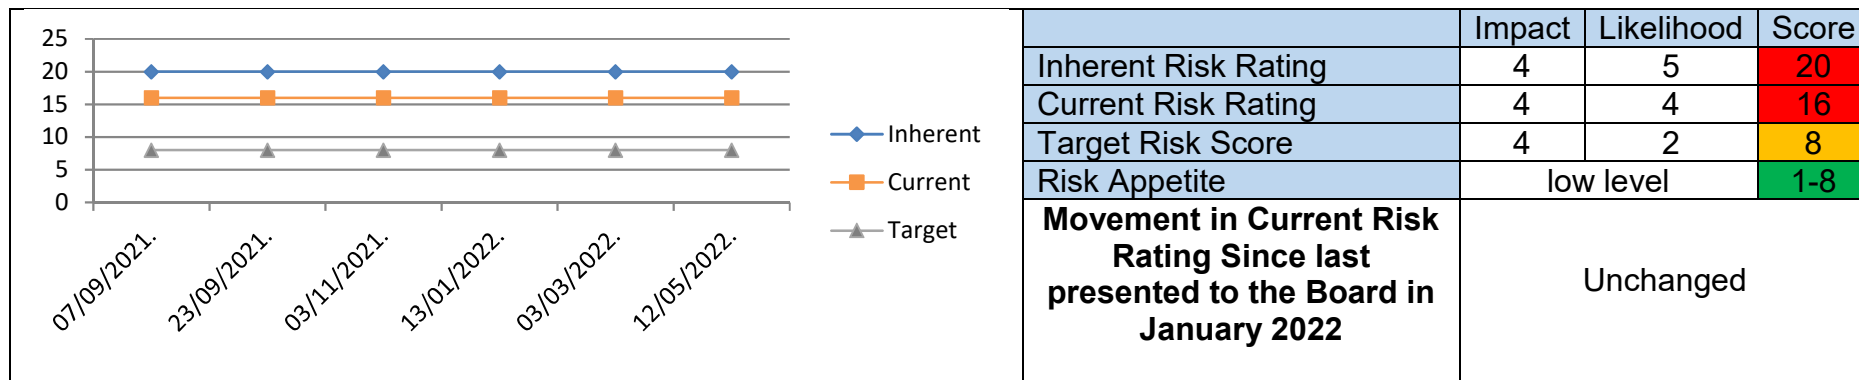 25
20
15
10
5
0
07/09/2021.
23/09/2021.
03/11/2021.
13/01/2022.
03/03/2022.
12/05/2022.
Inherent
Current
Target
Impact Likelihood Score
Inherent Risk Rating 4 5 20
Current Risk Rating 4 4 16
Target Risk Score 4 2 8
Risk Appetite low level 1-8
Movement in Current Risk
Rating Since last
presented to the Board in
January 2022
Unchanged